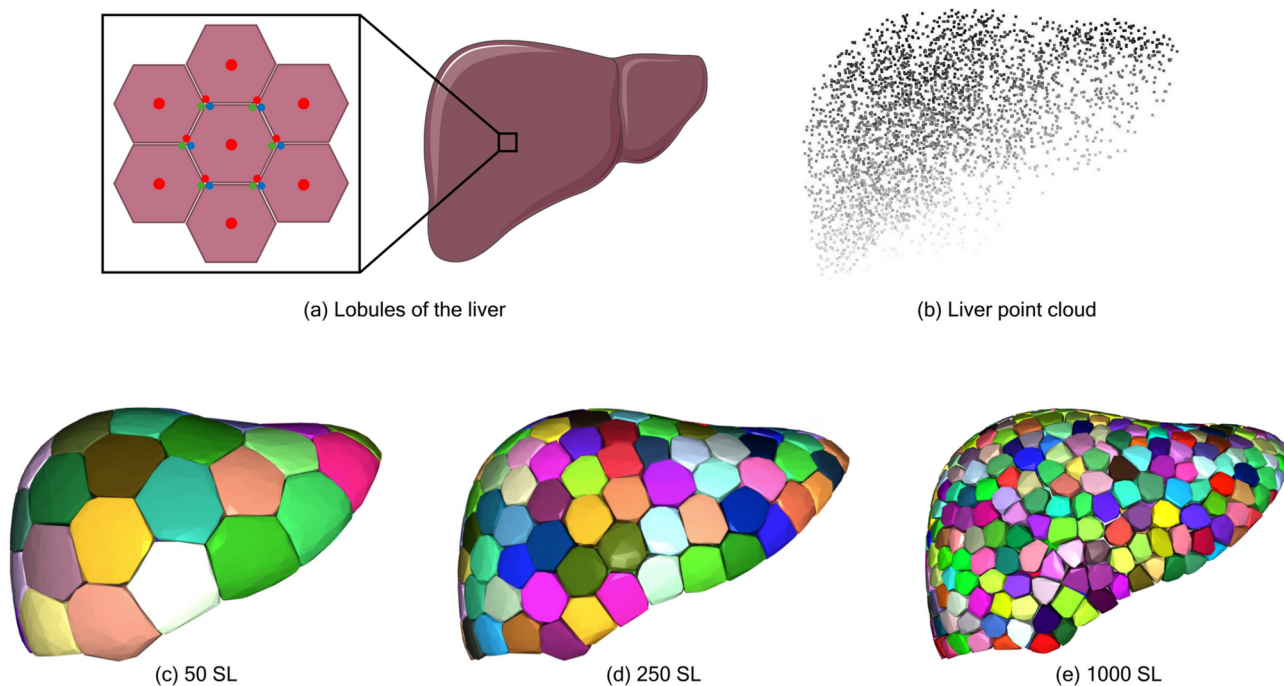 (a) Lobules of the liver
(b) Liver point cloud
(c) 50 SL
(d) 250 SL
(e) 1000 SL